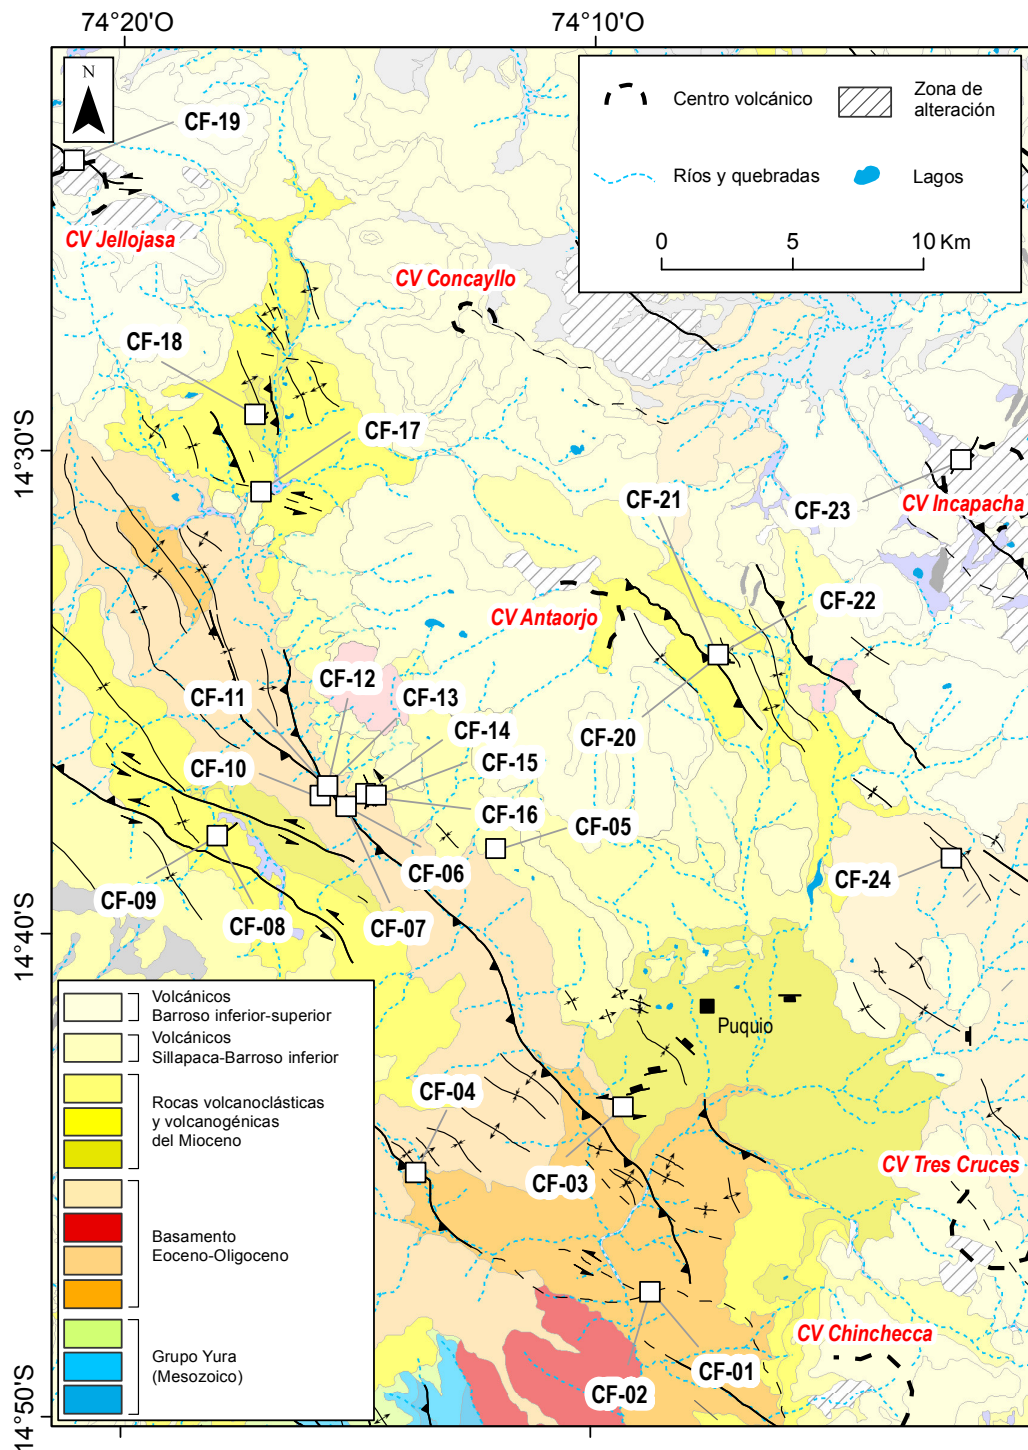 74°20'O
74°10'O
N
Centro volcánico
Zona de
alteración
Ríos y quebradas
Lagos
0
5
10 Km
CF-19
CV Jellojasa
CV Concayllo
CF-18
CF-17
14°30'S
CF-21
CF-23
CV Incapacha
CV Antaorjo
CF-22
CF-12
CF-11
CF-13
CF-14
CF-20
CF-10
CF-15
CF-16
CF-05
CF-06
CF-24
CF-09
CF-08
CF-07
14°40'S
Puquio
Volcánicos
Barroso inferior-superior
Volcánicos
Sillapaca-Barroso inferior
Rocas volcanoclásticas
y volcanogénicas
del Mioceno
Basamento
Eoceno-Oligoceno
Grupo Yura
(Mesozoico)
CF-04
CF-03
CV Tres Cruces
CV Chinchecca
CF-01
CF-02
14°50'S